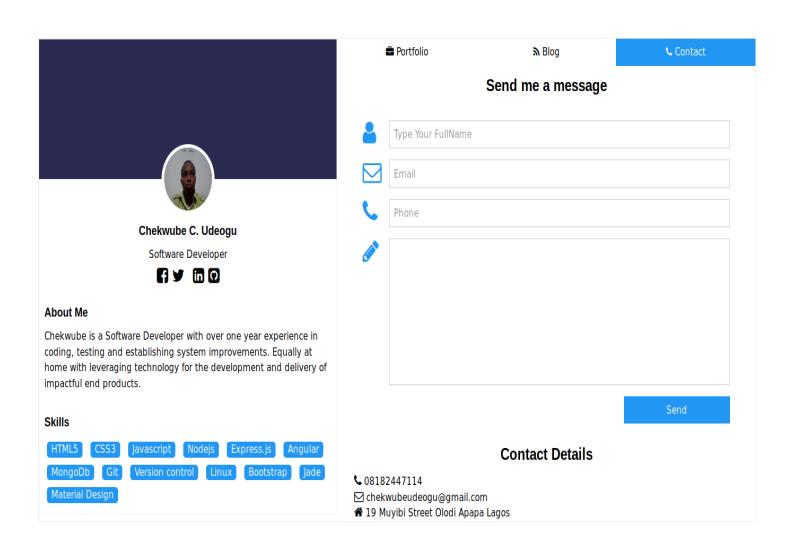 Portfolio
Blog
Contact
Send me a message
Type Your FullName
Email
Phone
Send
Contact Details
08182447114
chekwubeudeogu@gmail.com
19 Muyibi Street Olodi Apapa Lagos
Chekwube C. Udeogu
Software Developer
About Me
Chekwube is a Software Developer with over one year experience in
coding, testing and establishing system improvements. Equally at
home with leveraging technology for the development and delivery of
impactful end products.
Skills
HTML5 CSS3 Javascript Nodejs Express.js Angular
MongoDb Git Version control Linux Bootstrap Jade
Material Design